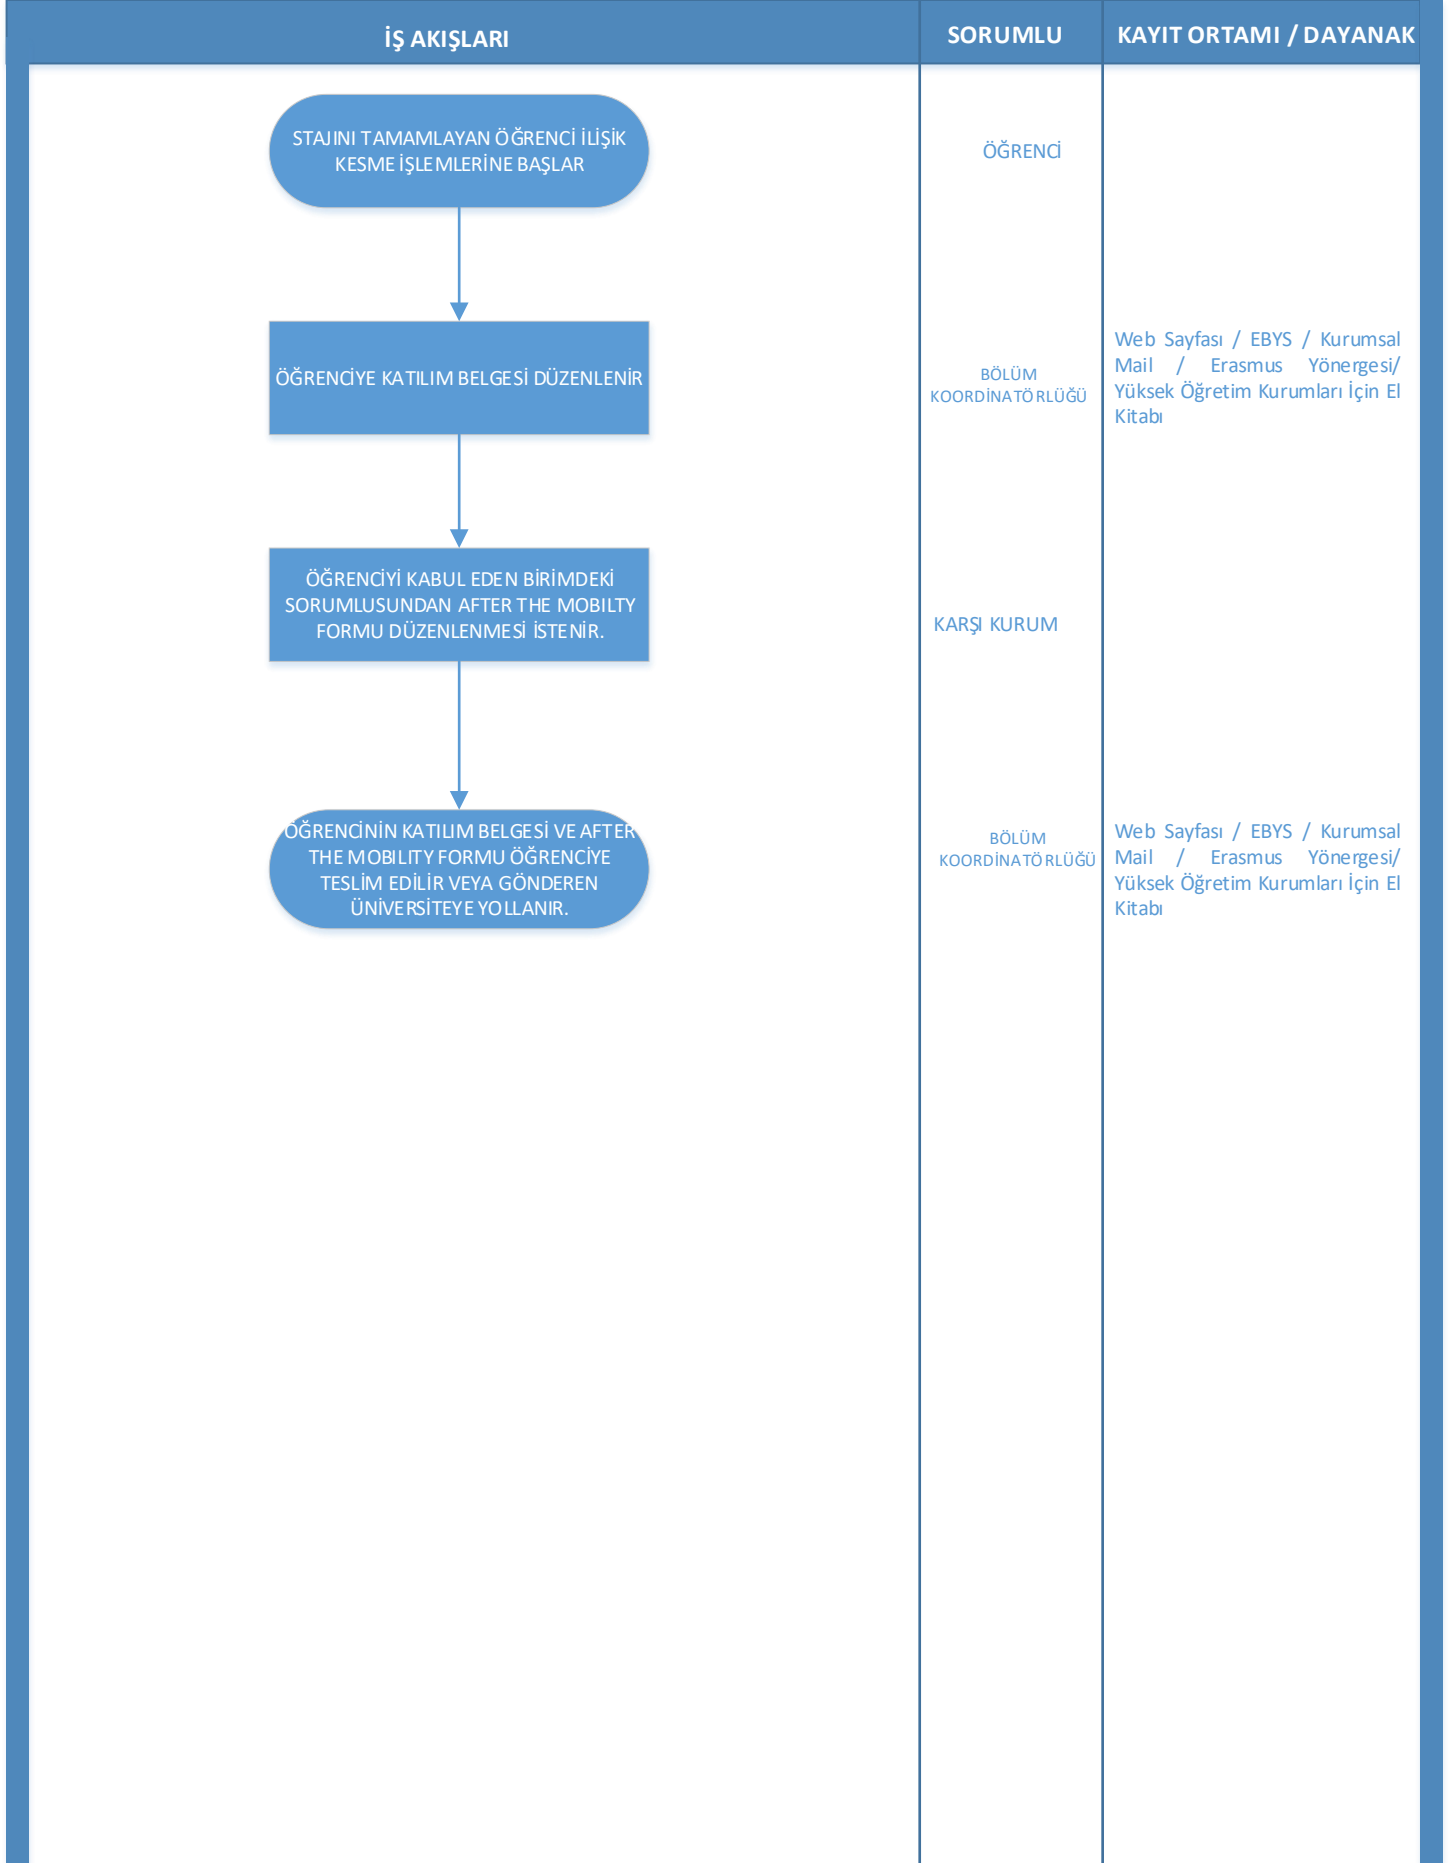 İŞ AKIŞLARI
SORUMLU
KAYIT ORTAMI / DAYANAK
STAJINI TAMAMLAYAN ÖĞRENCİ İLİŞİK
KESME İŞLEMLERİNE BAŞLAR
ÖĞRENCİ
ÖĞRENCİYE KATILIM BELGESİ DÜZENLENİR
BÖLÜM
KOORDİNATÖRLÜĞÜ
Web Sayfası / EBYS / Kurumsal
Mail / Erasmus Yönergesi/
Yüksek Öğretim Kurumları İçin El
Kitabı
ÖĞRENCİYİ KABUL EDEN BİRİMDEKİ
SORUMLUSUNDAN AFTER THE MOBILTY
FORMU DÜZENLENMESİ İSTENİR.
KARŞI KURUM
ÖĞRENCİNİN KATILIM BELGESİ VE AFTER
THE MOBILITY FORMU ÖĞRENCİYE
TESLİM EDİLİR VEYA GÖNDEREN
ÜNİVERSİTEYE YOLLANIR.
BÖLÜM
KOORDİNATÖRLÜĞÜ
Web Sayfası / EBYS / Kurumsal
Mail / Erasmus Yönergesi/
Yüksek Öğretim Kurumları İçin El
Kitabı